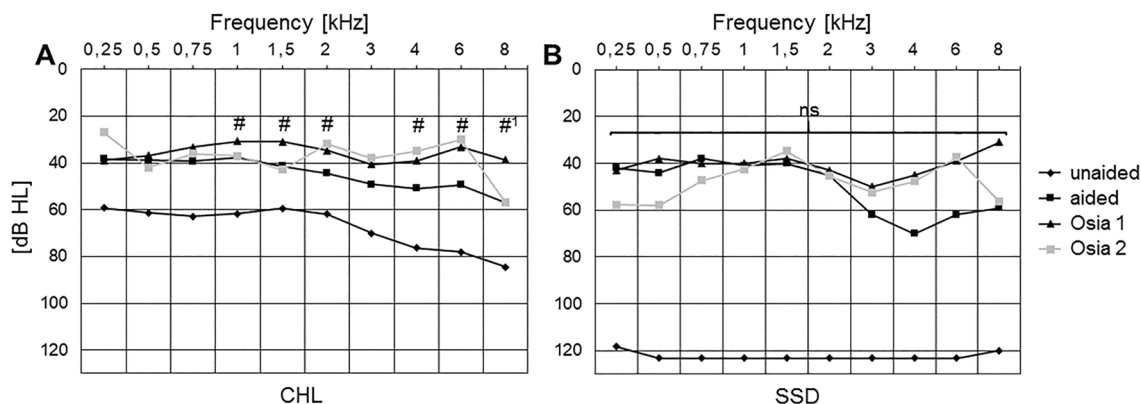 Frequency [kHz]
A 0,25 0,5 0,75 1 1,5 2 3 4 6 8
0
20
40
60
80
100
120
[dB HL]
# # # # # #1
CHL
Frequency [kHz]
B 0,25 0,5 0,75 1 1,5 2 3 4 6 8
0
20
40
60
80
100
120
ns
SSD
unaided
aided
Osia 1
Osia 2